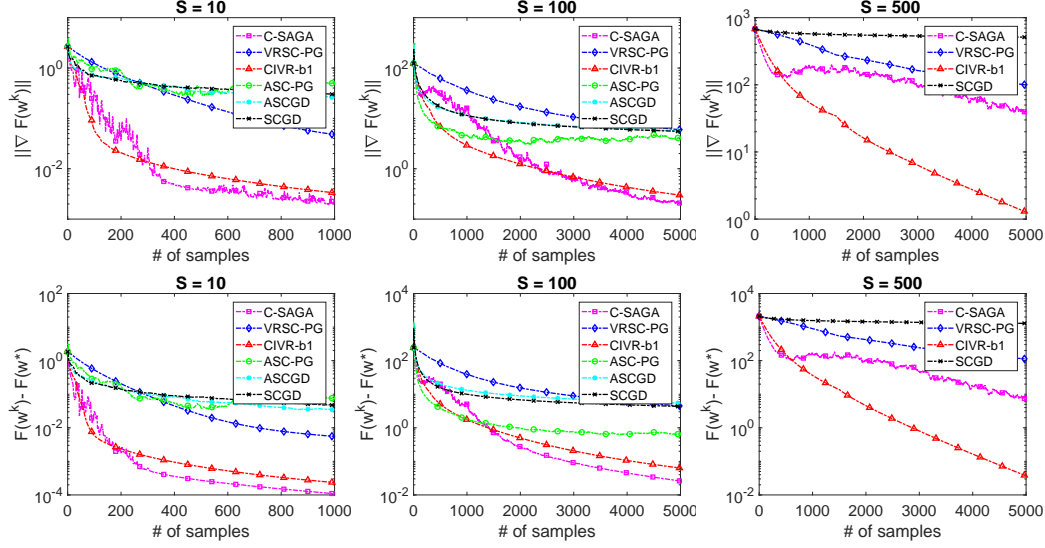 S = 10
||∇ F(w^k)||
10^0
10^-2
0 200 400 600 800 1000
# of samples
C-SAGA
VRSC-PG
CIVR-b1
ASC-PG
ASCGD
SCGD
S = 100
||∇ F(w^k)||
10^2
10^0
0 1000 2000 3000 4000 5000
# of samples
C-SAGA
VRSC-PG
CIVR-b1
ASC-PG
ASCGD
SCGD
S = 500
||∇ F(w^k)||
10^3
10^2
10^1
10^0
0 1000 2000 3000 4000 5000
# of samples
C-SAGA
VRSC-PG
CIVR-b1
SCGD
S = 10
F(w^k)- F(w*)
10^2
10^0
10^-2
10^-4
0 200 400 600 800 1000
# of samples
C-SAGA
VRSC-PG
CIVR-b1
ASC-PG
ASCGD
SCGD
S = 100
F(w^k)- F(w*)
10^4
10^2
10^0
10^-2
0 1000 2000 3000 4000 5000
# of samples
C-SAGA
VRSC-PG
CIVR-b1
ASC-PG
ASCGD
SCGD
S = 500
F(w^k)- F(w*)
10^4
10^2
10^0
10^-2
0 1000 2000 3000 4000 5000
# of samples
C-SAGA
VRSC-PG
CIVR-b1
SCGD